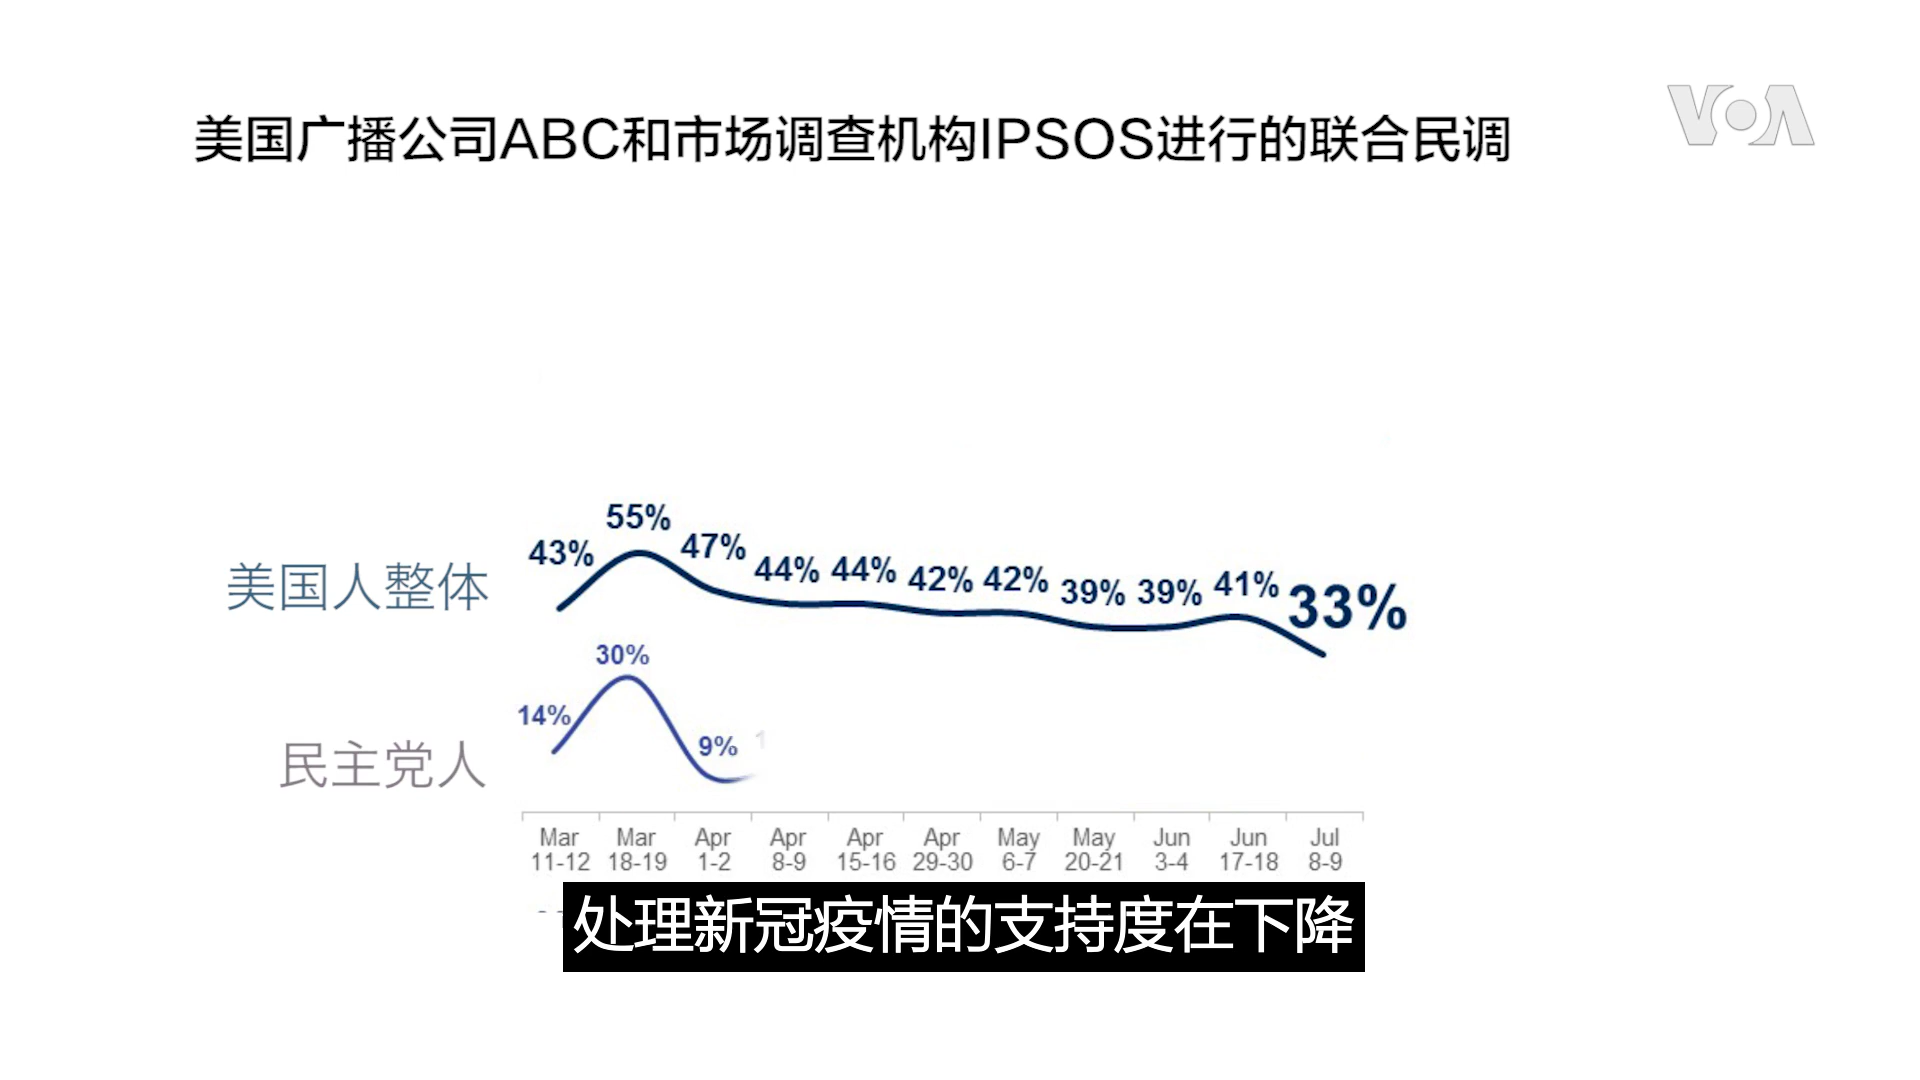 美国广播公司ABC和市场调查机构IPSOS进行的联合民调
VOA
55%
43%
47%
44% 44% 42% 42% 39% 39% 41% 33%
美国人整体
30%
14%
9%
民主党人
Mar Mar Apr Apr Apr Apr May May Jun Jun Jul
11-12 18-19 1-2 8-9 15-16 29-30 6-7 20-21 3-4 17-18 8-9
处理新冠疫情的支持度在下降